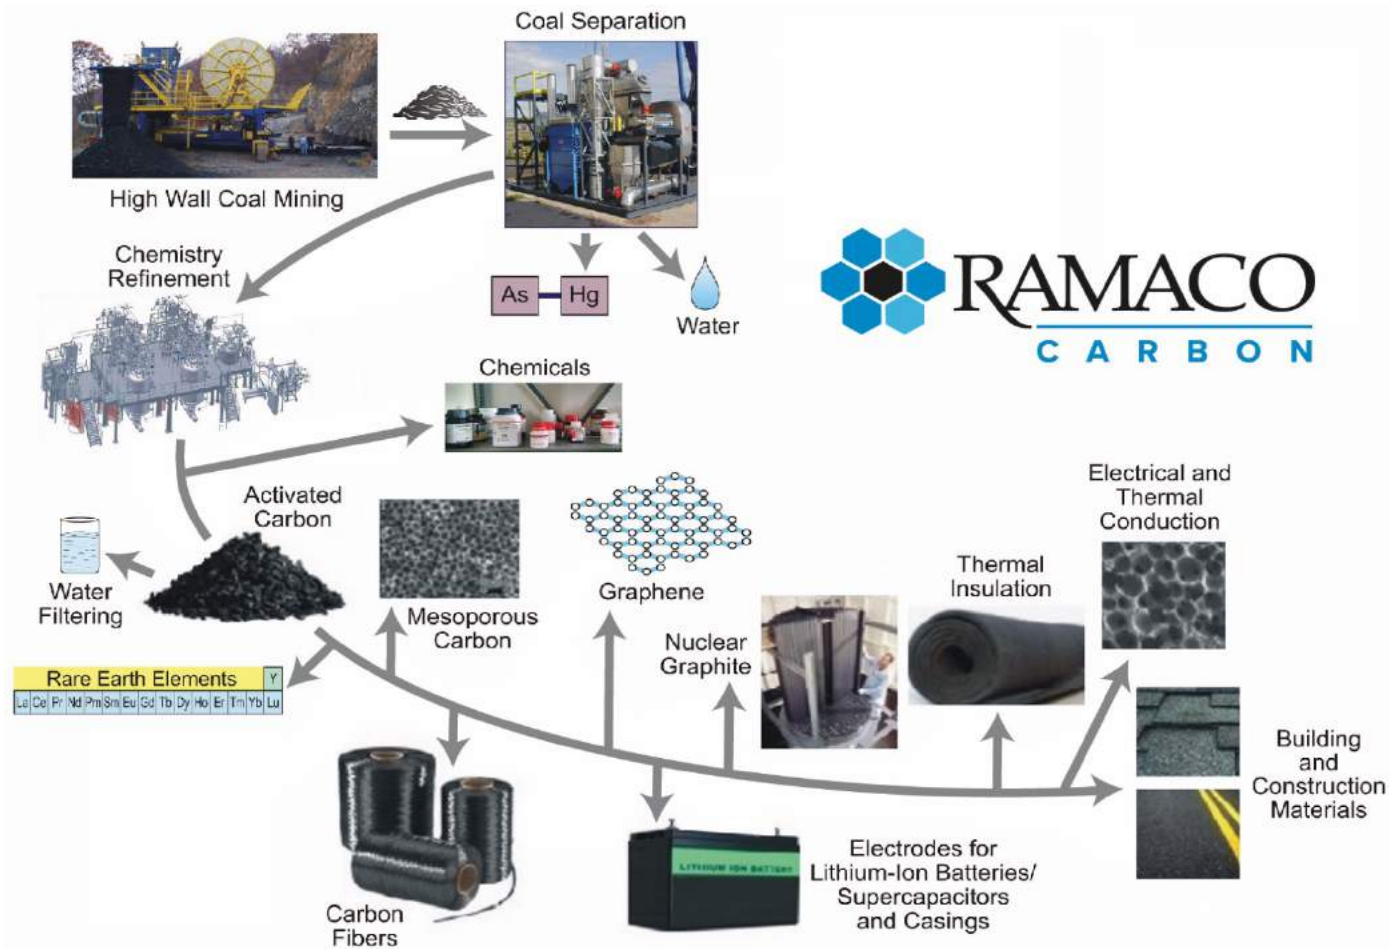 Coal Separation
High Wall Coal Mining
Chemistry
Refinement
As
Hg
Water
RAMACO
CARBON
Chemicals
Activated
Carbon
Water
Filtering
Mesoporous
Carbon
Graphene
Nuclear
Graphite
Thermal
Insulation
Electrical and
Thermal
Conduction
Rare Earth Elements Y
La Ce Pr Nd Pm Sm Eu Gd Tb Dy Ho Er Tm Yb Lu
Building
and
Construction
Materials
LITHIUM ION BATTERY
Electrodes for
Lithium-Ion Batteries/
Supercapacitors
and Casings
Carbon
Fibers